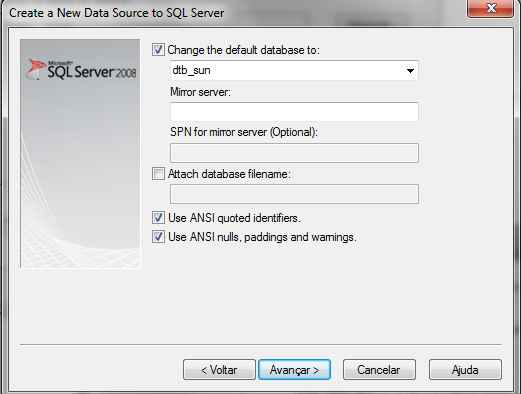 Create a New Data Source to SQL Server
Microsoft
SQL Server 2008
Change the default database to:
dtb_sun
Mirror server:
SPN for mirror server (Optional):
Attach database filename:
Use ANSI quoted identifiers.
Use ANSI nulls, paddings and warnings.
< Voltar
Avançar >
Cancelar
Ajuda